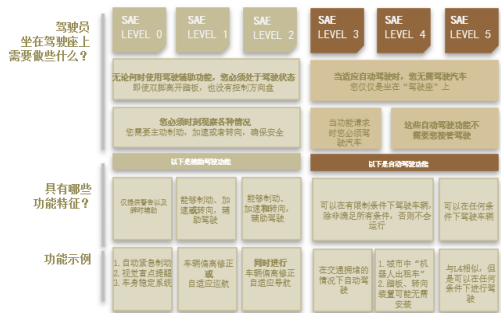 驾驶员
坐在驾驶座上
需要做些什么？
SAE
LEVEL 0
SAE
LEVEL 1
SAE
LEVEL 2
SAE
LEVEL 3
SAE
LEVEL 4
SAE
LEVEL 5
无论何时使用驾驶辅助功能，您必须处于驾驶状态
即使双脚离开踏板，也没有控制方向盘
当适应自动驾驶时，您无需驾驶汽车
您仅仅是坐在“驾驶座”上
您必须时刻观察各种情况
您需要主动制动，加速或者转向，确保安全
当功能请求
时您必须驾
驶汽车
这些自动驾驶功能不
需要您接管驾驶
以下是辅助驾驶功能
以下是自动驾驶功能
具有哪些
功能特征？
仅提供警告以及
瞬时辅助
能够制动、加
速或转向，辅
助驾驶
能够制动、
加速和转向，
辅助驾驶
可以在有限制条件下驾驶车辆，
除非满足所有条件，否则不会
运行
可以在任何条
件下驾驶车辆
功能示例
1. 自动紧急制动
2. 视觉盲点提醒
3. 车身稳定系统
车辆偏离修正
或
自适应巡航
同时进行
车辆偏离修正
自适应导航
在交通拥堵的
情况下自动驾
驶
1. 城市中“机
器人出租车”
2. 踏板、转向
装置可能无需
安装
与L4相似，但
是可以在任何
条件下进行驾
驶